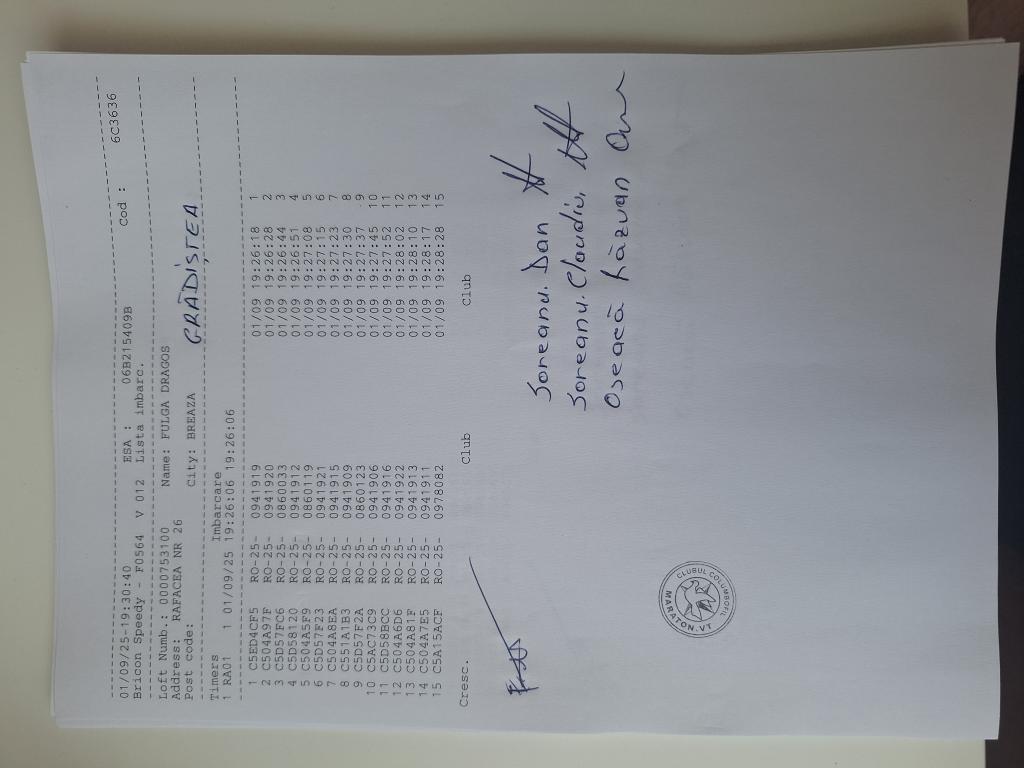 01/09/25-19:30:40 ESA : 06B215409B Cod : 6C3636
Bricon Speedy - F0564 V 012 Lista imbarc.
Loft Numb.: 0000753100 Name: FULGA DRAGOS
Address: RAFACEA NR 26
Post code: City: BREAZA GRĂDIȘTEA
Timers Imbarcare
1 RA01 1 01/09/25 19:26:06 19:26:06
1 C5ED4CF5 RO-25- 0941919 01/09 19:26:18 1
2 C504A97F RO-25- 0941920 01/09 19:26:28 2
3 C5D57FC6 RO-25- 0860033 01/09 19:26:44 3
4 C5D58120 RO-25- 0941912 01/09 19:26:51 4
5 C504A5F9 RO-25- 0860119 01/09 19:27:08 5
6 C5D57F23 RO-25- 0941921 01/09 19:27:15 6
7 C504A8EA RO-25- 0941915 01/09 19:27:23 7
8 C551A1B3 RO-25- 0941909 01/09 19:27:30 8
9 C5D57F2A RO-25- 0860123 01/09 19:27:37 9
10 C5AC73C9 RO-25- 0941906 01/09 19:27:45 10
11 C5D58BCC RO-25- 0941916 01/09 19:27:52 11
12 C504A6D6 RO-25- 0941922 01/09 19:28:02 12
13 C504A81F RO-25- 0941913 01/09 19:28:10 13
14 C504A7E5 RO-25- 0941911 01/09 19:28:17 14
15 C5A15ACF RO-25- 0978082 01/09 19:28:28 15
Cresc. Club Club
Soreanu. Dan
Soreanu. Claudiu
Oseacă Răzvan
CLUBUL COLUMBOFIL
MARATON.VT